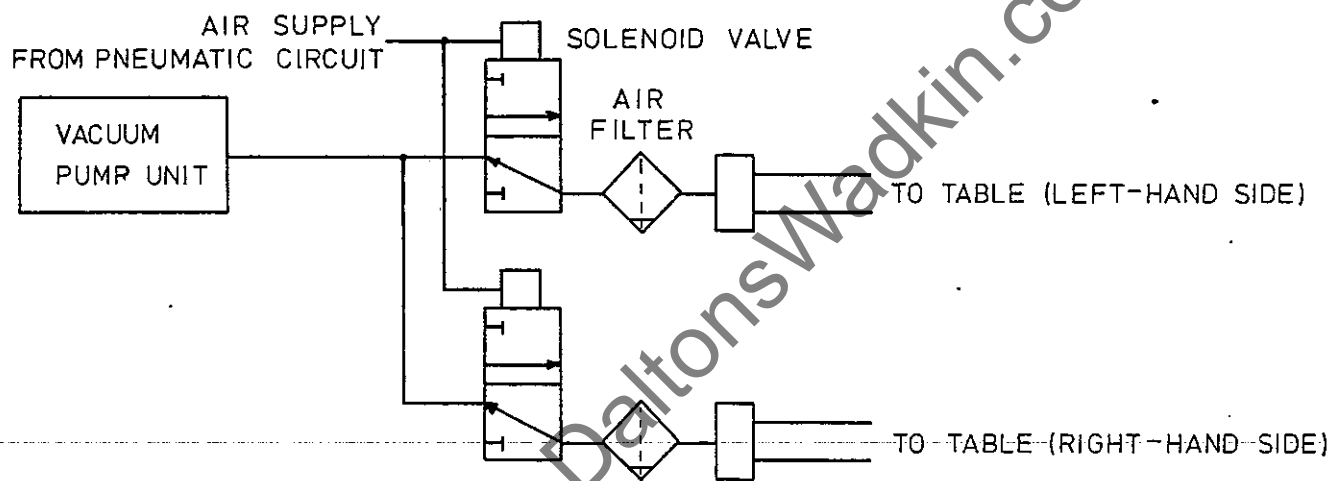 AIR SUPPLY
FROM PNEUMATIC CIRCUIT
SOLENOID VALVE
VACUUM
PUMP UNIT
AIR
FILTER
TO TABLE (LEFT-HAND SIDE)
TO TABLE (RIGHT-HAND SIDE)
DaltonsWadkin.co